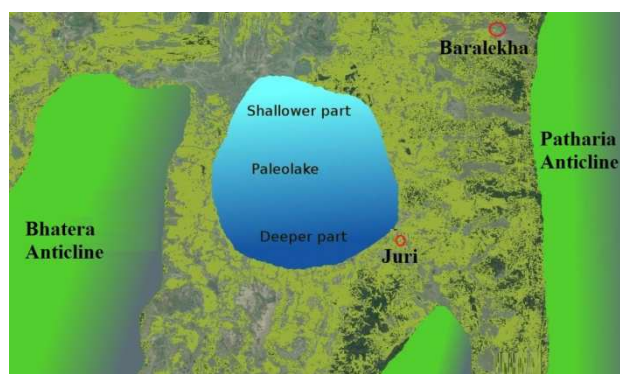 Baralekha
Shallower part
Patharia
Anticline
Paleolake
Bhatera
Anticline
Deeper part
Juri